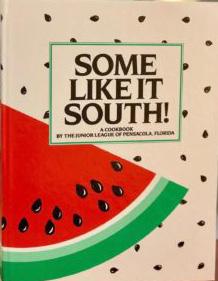 SOME
LIKE IT
SOUTH!
A COOKBOOK
BY THE JUNIOR LEAGUE OF PENSACOLA, FLORIDA